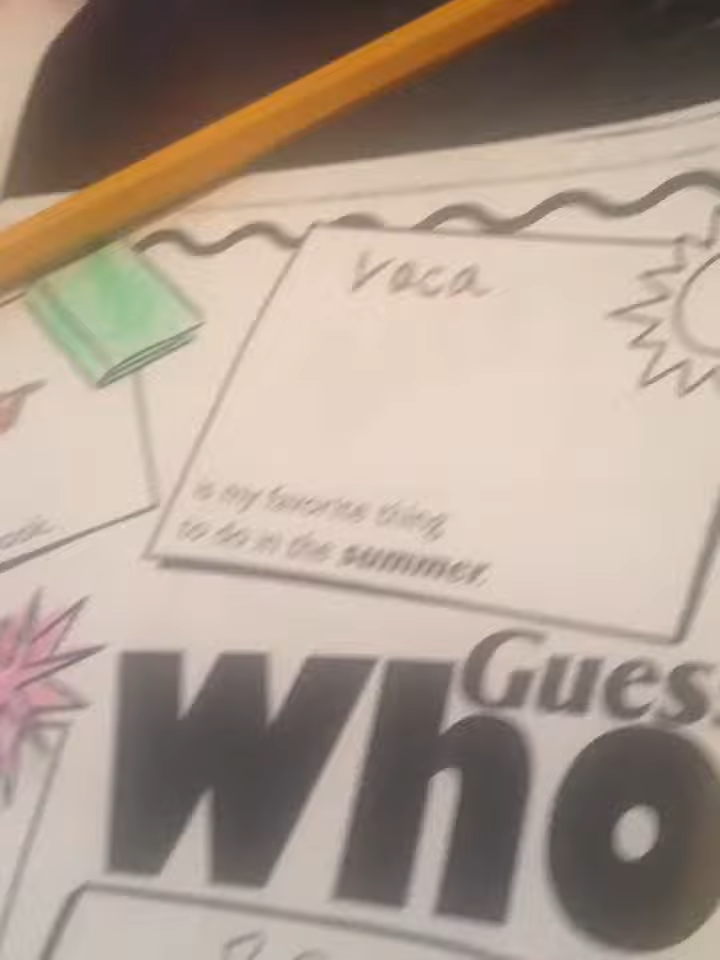 Vaca
is my favorite thing
to do in the summer.
Guess
Who